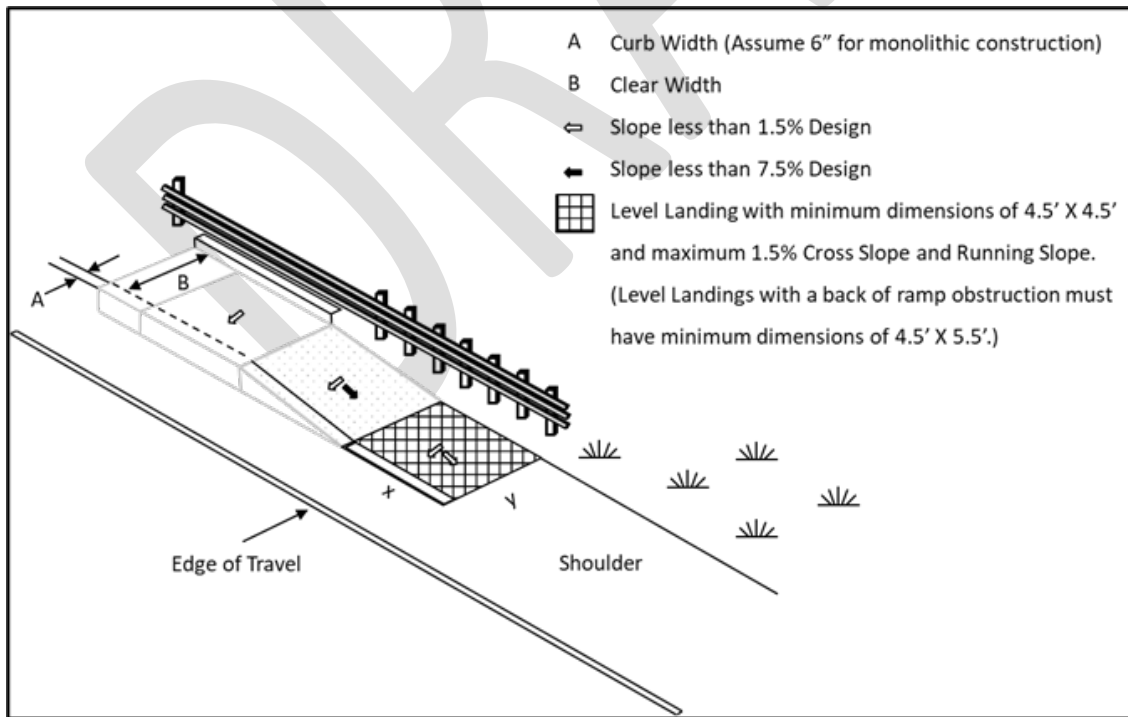 DRA
A Curb Width (Assume 6” for monolithic construction)
B Clear Width
Slope less than 1.5% Design
Slope less than 7.5% Design
Level Landing with minimum dimensions of 4.5’ X 4.5’
and maximum 1.5% Cross Slope and Running Slope.
(Level Landings with a back of ramp obstruction must
have minimum dimensions of 4.5’ X 5.5’.)
B
A
x
y
Edge of Travel
Shoulder